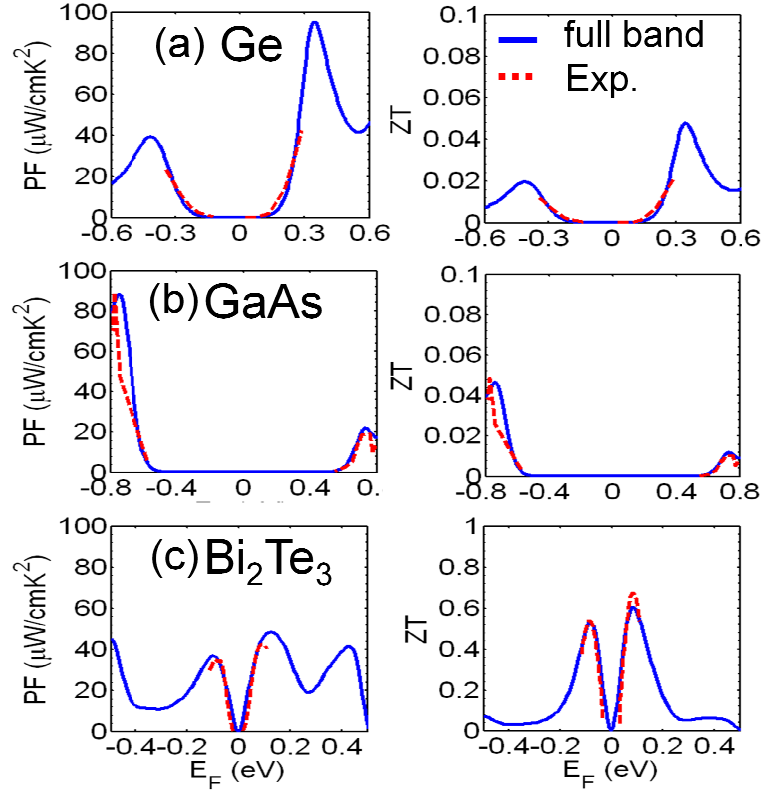 (a) Ge
PF (μW/cmK²)
100
80
60
40
20
0
-0.6 -0.3 0 0.3 0.6
full band
Exp.
ZT
0.1
0.08
0.06
0.04
0.02
0
-0.6 -0.3 0 0.3 0.6
(b) GaAs
PF (μW/cmK²)
100
80
60
40
20
0
-0.8 -0.4 0 0.4 0.
ZT
0.1
0.08
0.06
0.04
0.02
0
-0.8 -0.4 0 0.4 0.8
(c) Bi₂Te₃
PF (μW/cmK²)
100
80
60
40
20
0
-0.4 -0.2 0 0.2 0.4
E_F (eV)
ZT
1
0.8
0.6
0.4
0.2
0
-0.4 -0.2 0 0.2 0.4
E_F (eV)